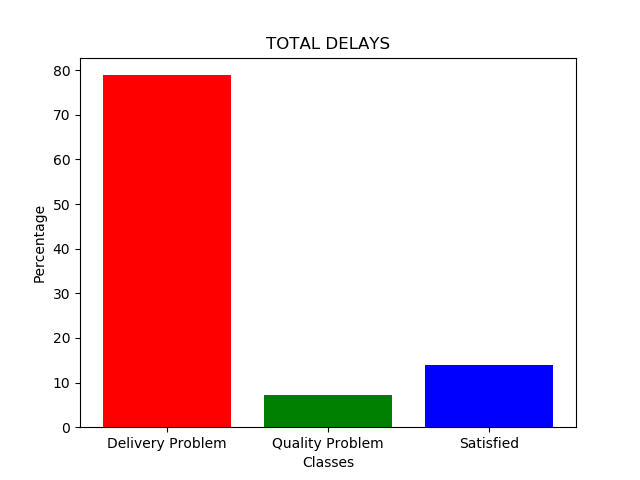 TOTAL DELAYS
Percentage
80
70
60
50
40
30
20
10
0
Delivery Problem Quality Problem Satisfied
Classes